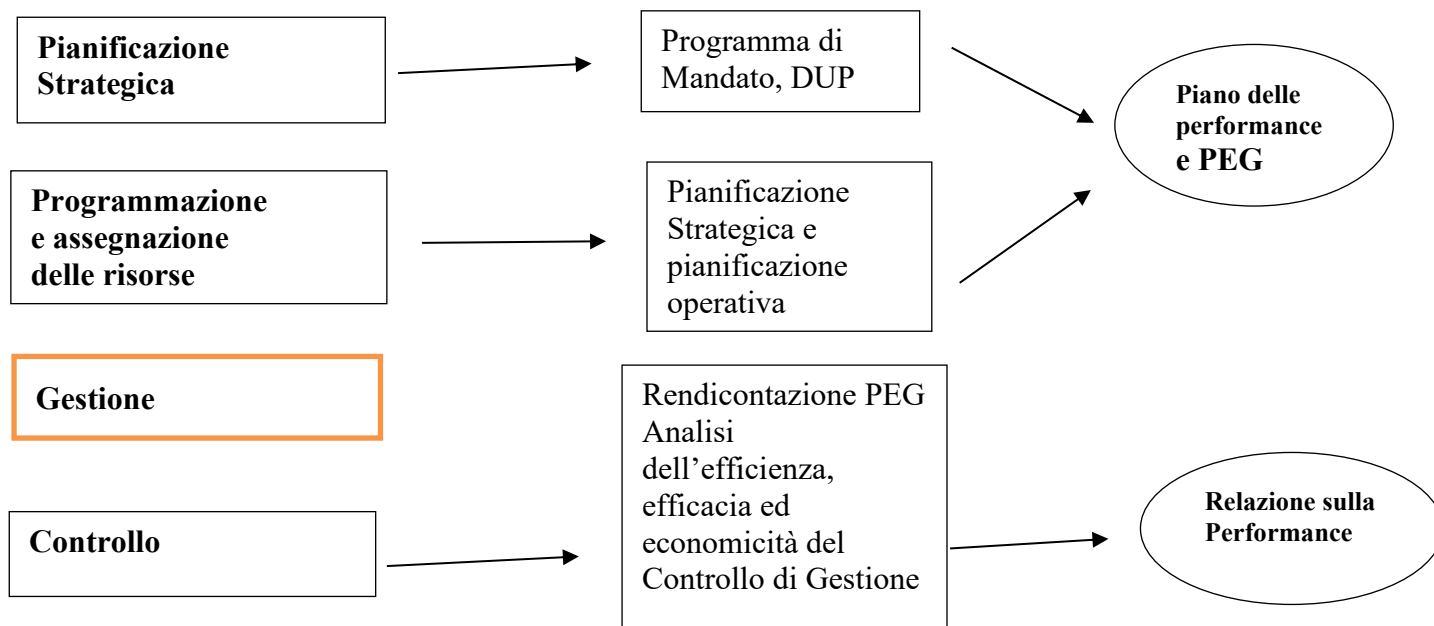 Pianificazione
Strategica
Programma di
Mandato, DUP
Piano delle
performance
e PEG
Programmazione
e assegnazione
delle risorse
Pianificazione
Strategica e
pianificazione
operativa
Gestione
Rendicontazione PEG
Analisi
dell’efficienza,
efficacia ed
economicità del
Controllo di Gestione
Controllo
Relazione sulla
Performance